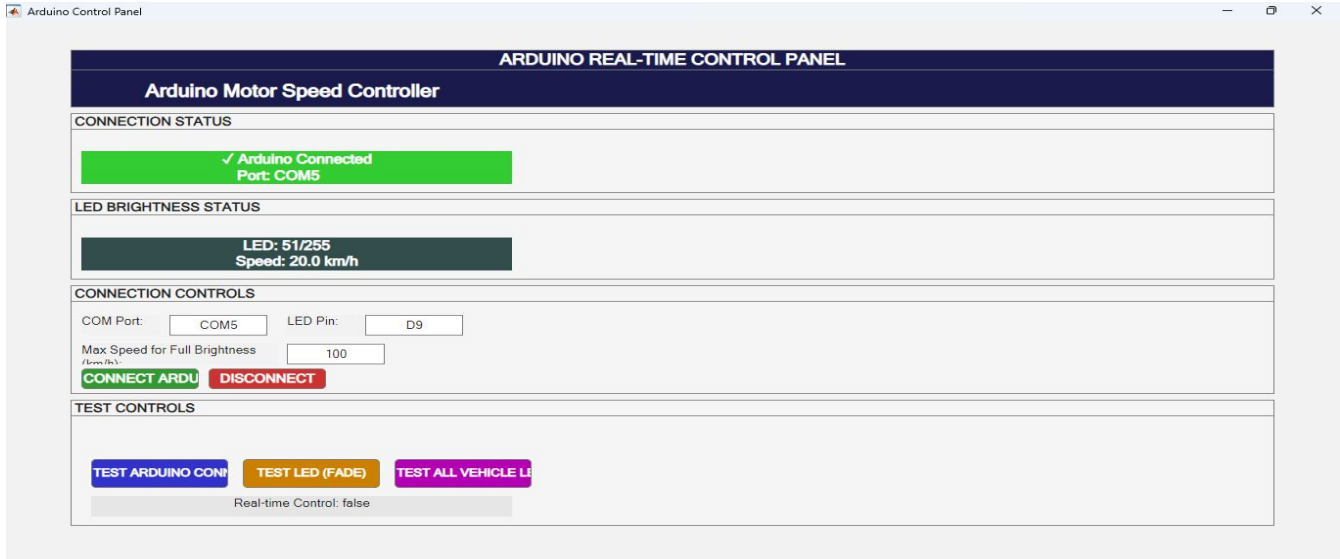 Arduino Control Panel
ARDUINO REAL-TIME CONTROL PANEL
Arduino Motor Speed Controller
CONNECTION STATUS
✓ Arduino Connected
Port: COM5
LED BRIGHTNESS STATUS
LED: 51/255
Speed: 20.0 km/h
CONNECTION CONTROLS
COM Port: COM5 LED Pin: D9
Max Speed for Full Brightness 100
(km/h):
CONNECT ARDU DISCONNECT
TEST CONTROLS
TEST ARDUINO CONN TEST LED (FADE) TEST ALL VEHICLE LE
Real-time Control: false